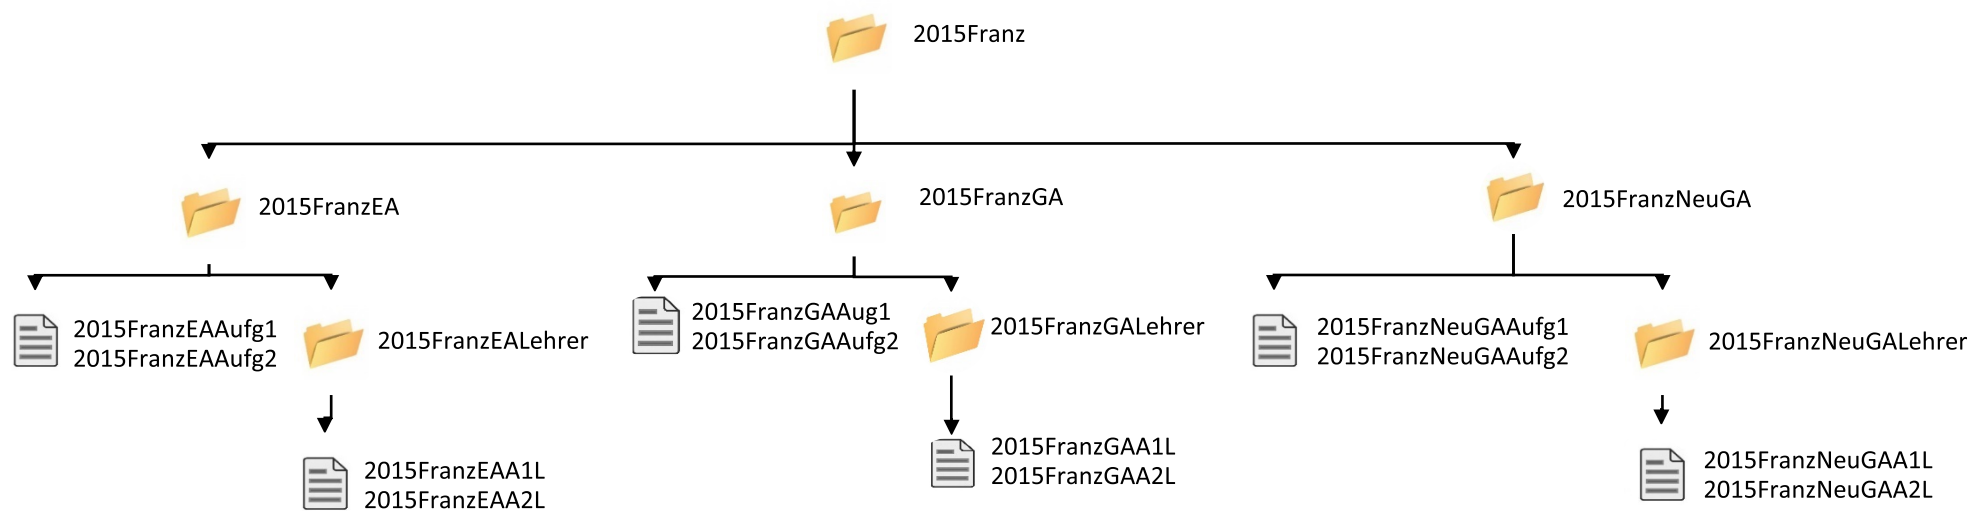 2015Franz
2015FranzEA
2015FranzGA
2015FranzNeuGA
2015FranzEAAufg1
2015FranzEAAufg2
2015FranzEALehrer
2015FranzGAAug1
2015FranzGAAufg2
2015FranzGALehrer
2015FranzNeuGAAufg1
2015FranzNeuGAAufg2
2015FranzNeuGALehrer
2015FranzEAA1L
2015FranzEAA2L
2015FranzGAA1L
2015FranzGAA2L
2015FranzNeuGAA1L
2015FranzNeuGAA2L